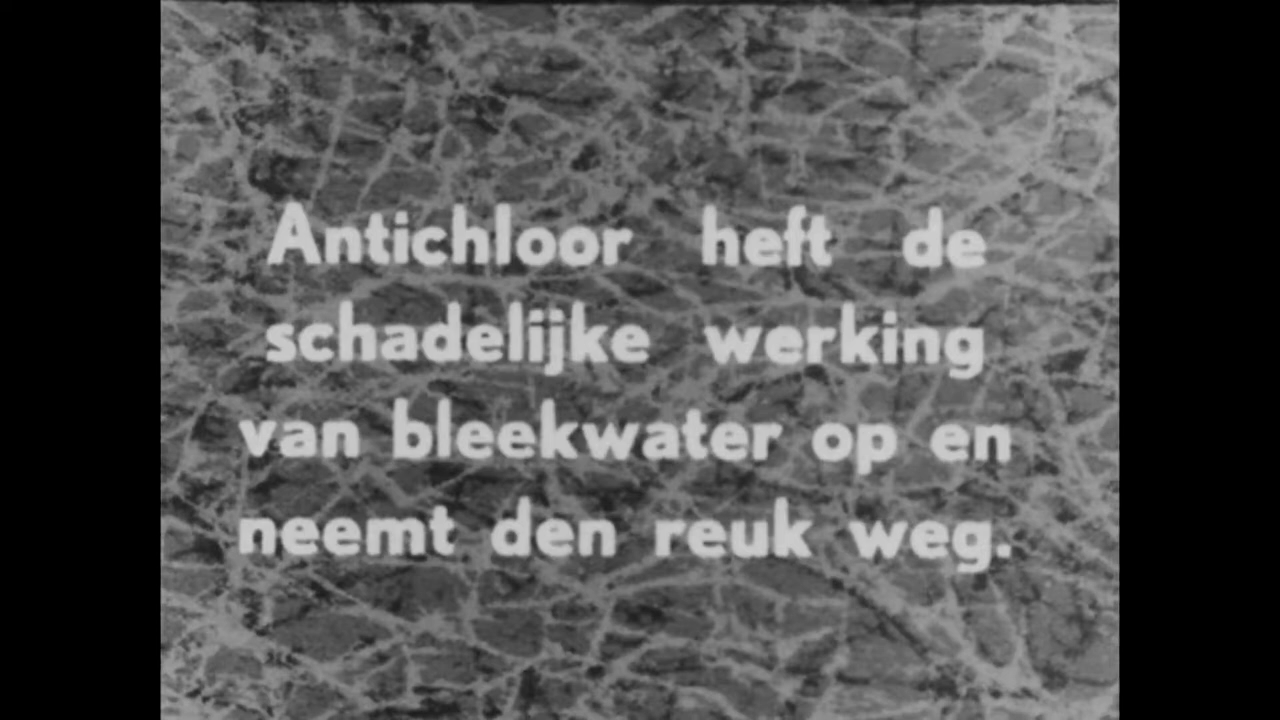 Antichloor heft de
schadelijke werking
van bleekwater op en
neemt den reuk weg.